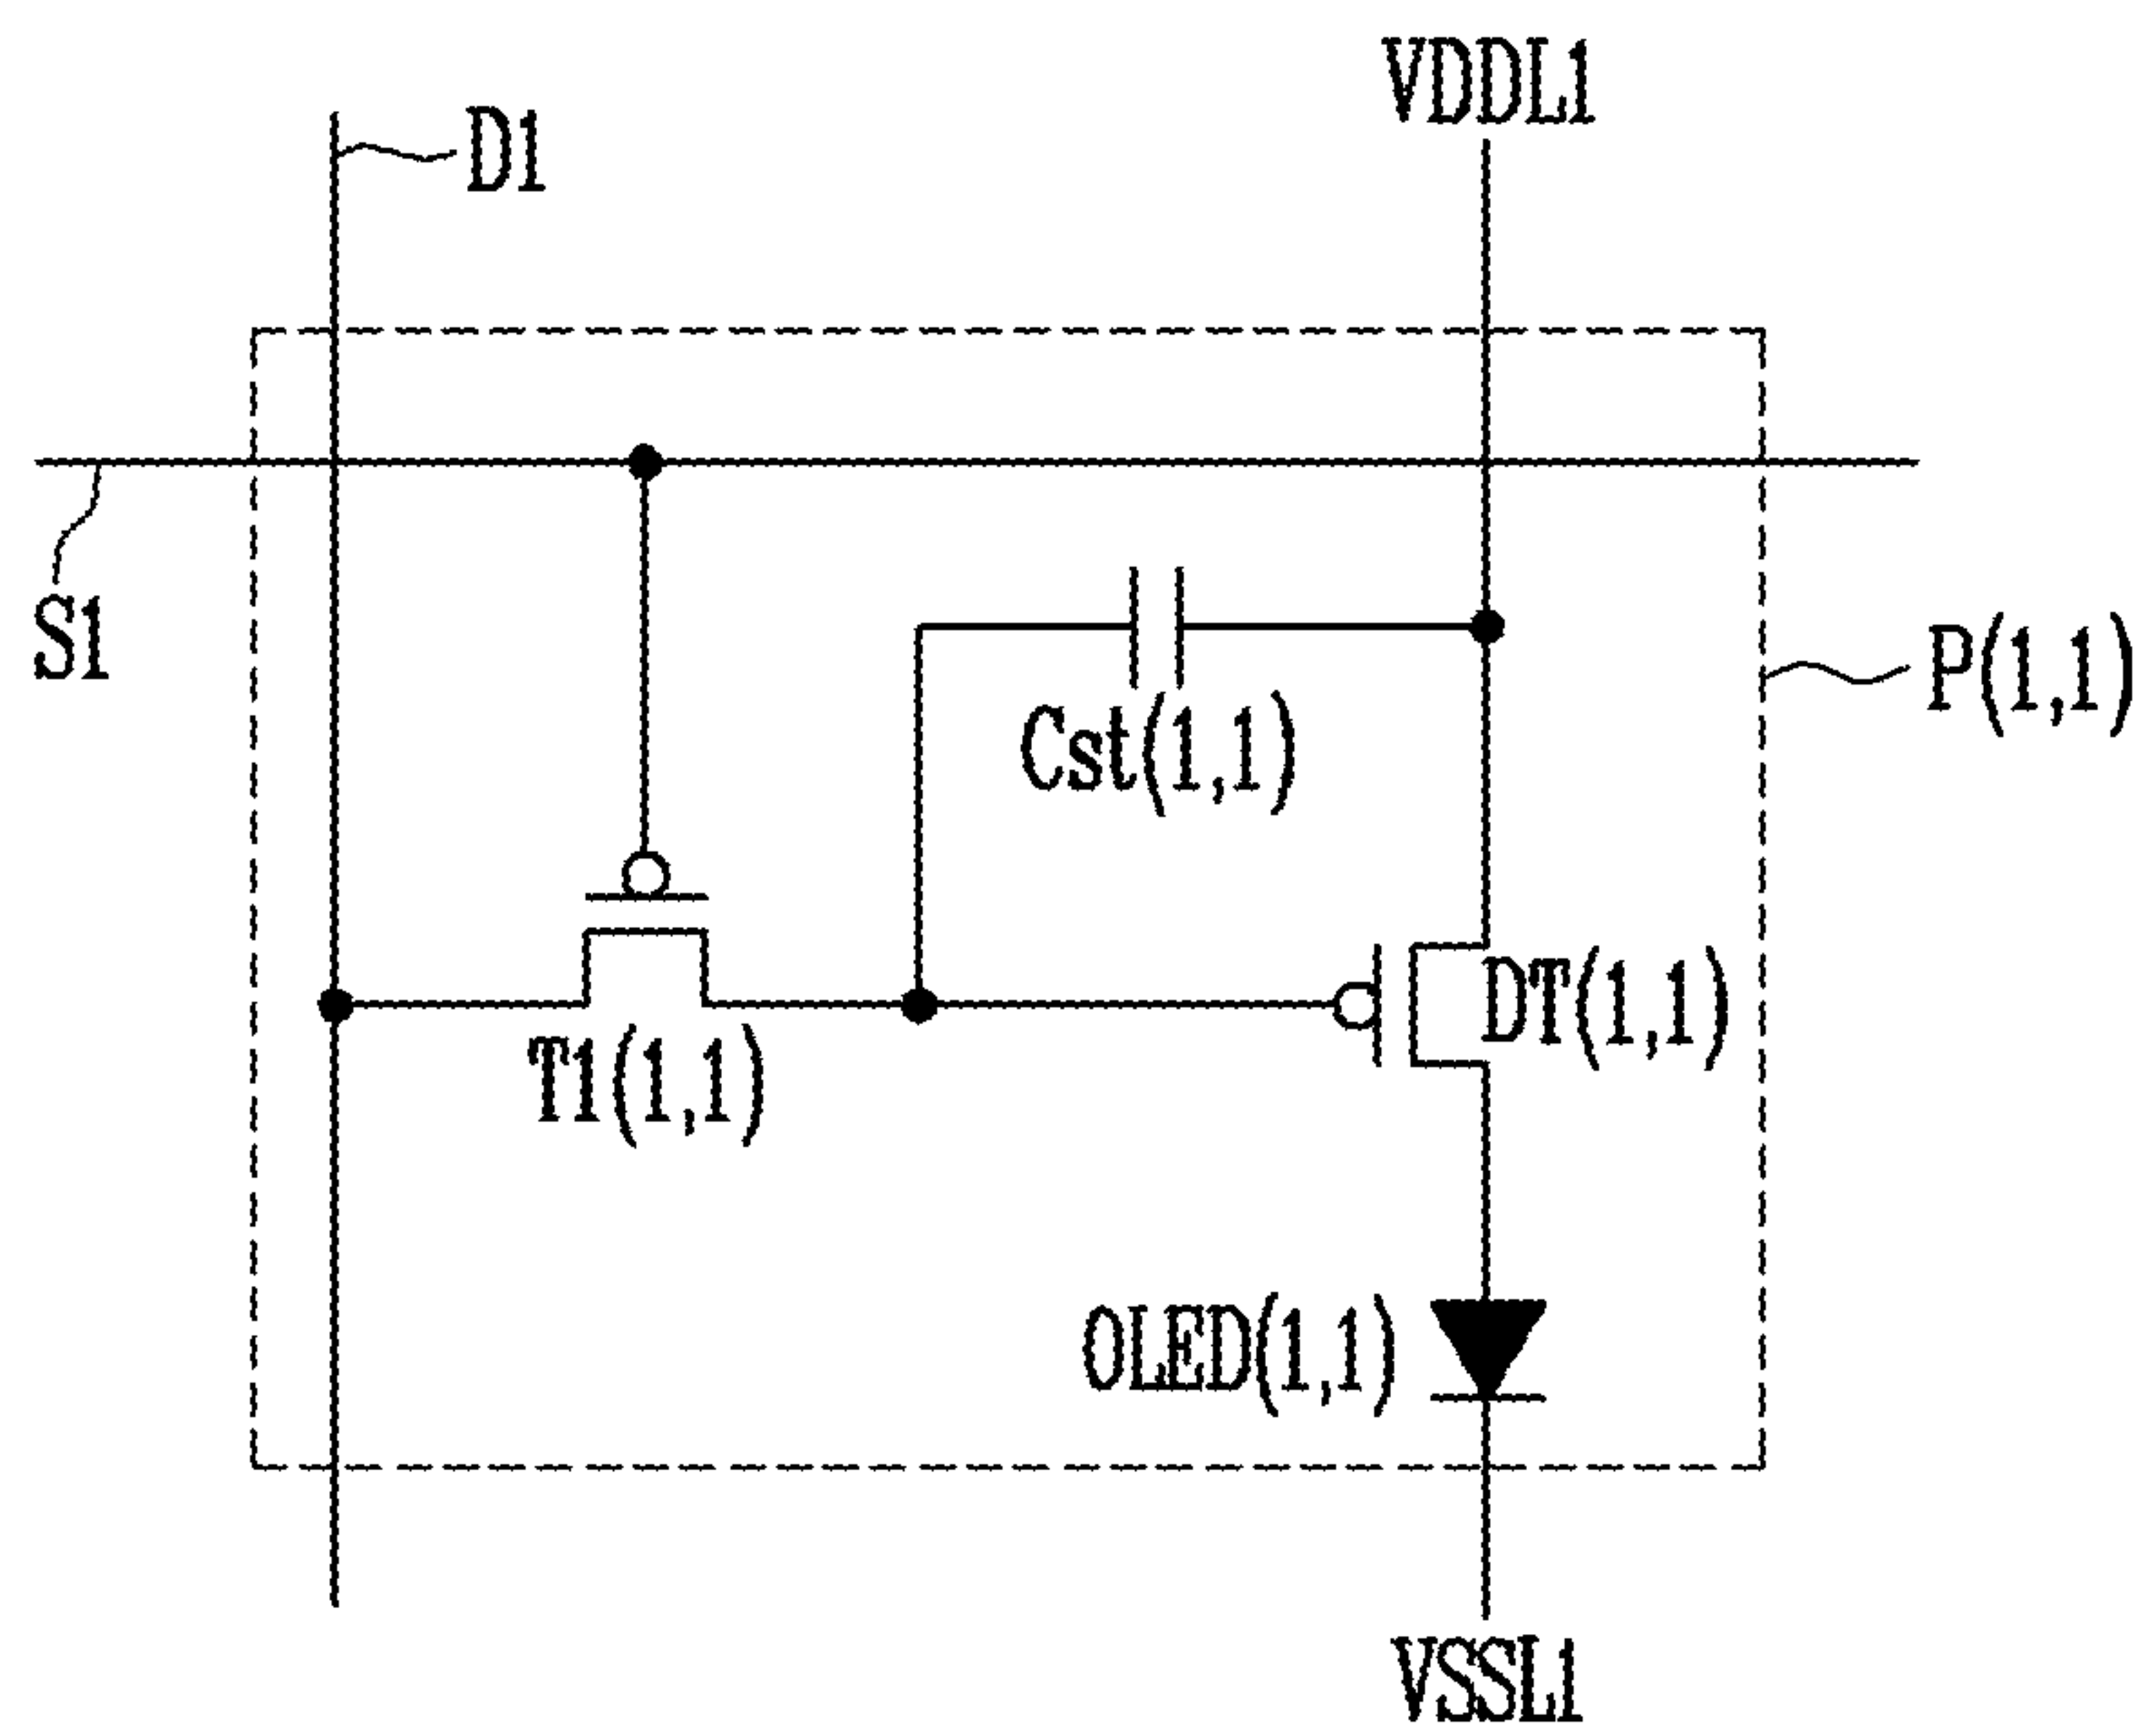 VDDL1
D1
S1
P(1,1)
Cst(1,1)
DT(1,1)
T1(1,1)
OLED(1,1)
VSSL1